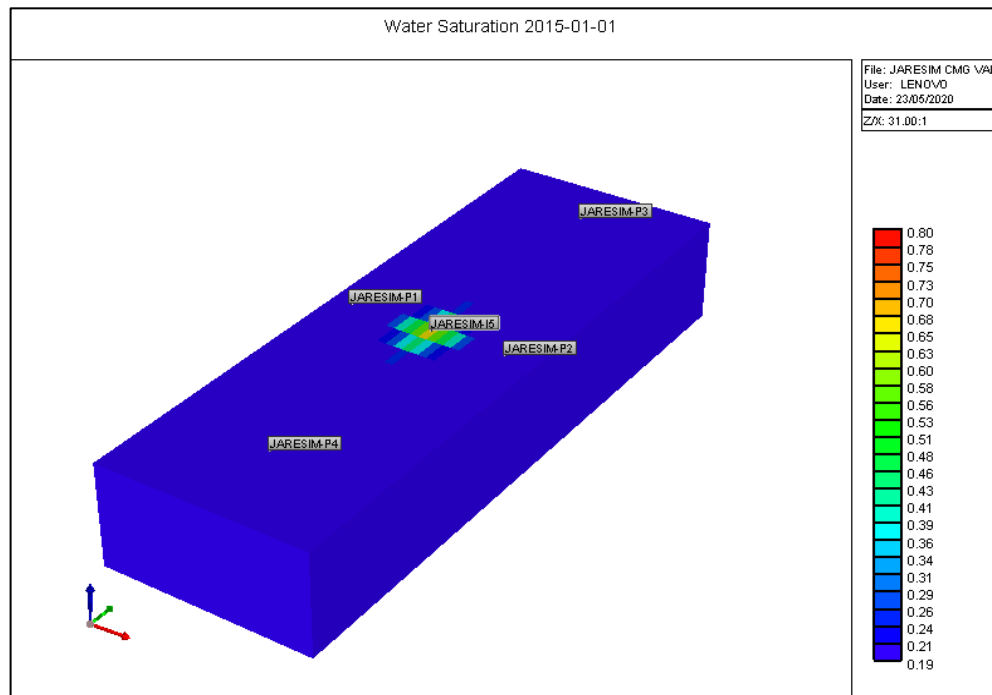 Water Saturation 2015-01-01
File: JARESIM CMG VAL
User: LENOVO
Date: 23/05/2020
Z/X: 31.00:1
JARESIM-P3
JARESIM-P1
JARESIM-I5
JARESIM-P2
JARESIM-P4
0.80
0.78
0.75
0.73
0.70
0.68
0.65
0.63
0.60
0.58
0.56
0.53
0.51
0.48
0.46
0.43
0.41
0.39
0.36
0.34
0.31
0.29
0.26
0.24
0.21
0.19